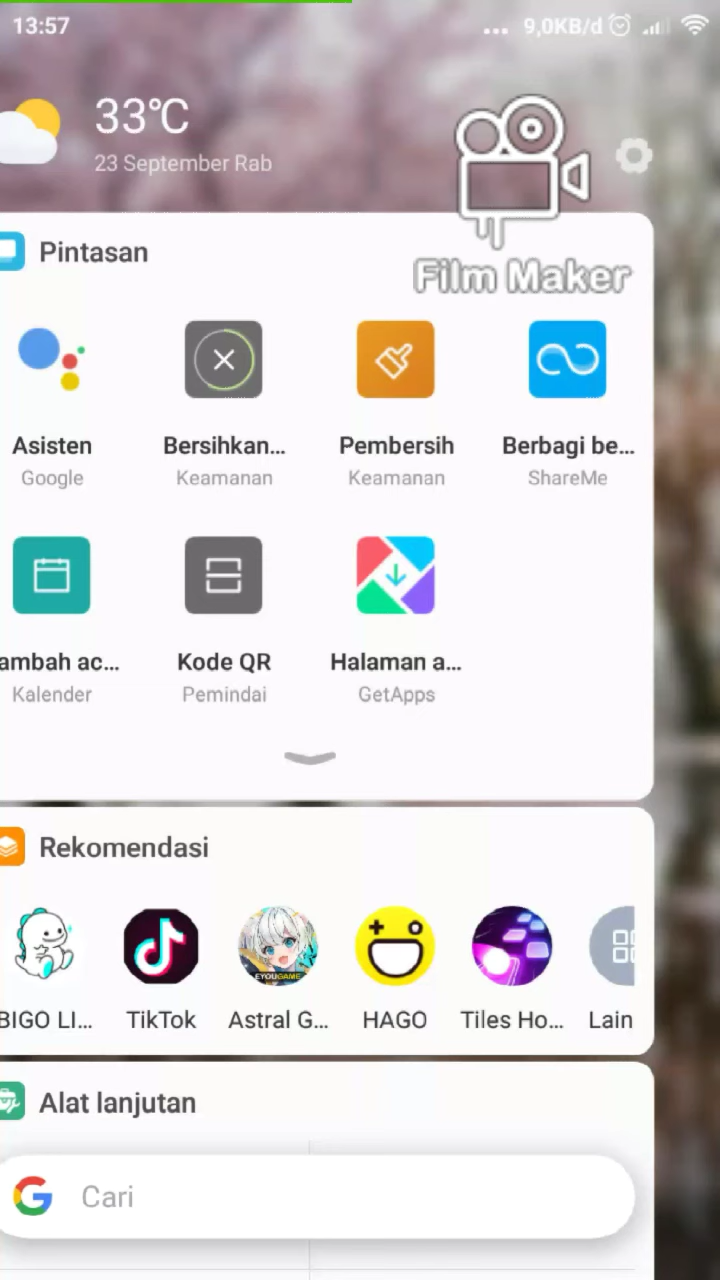 13:57
... 9,0KB/d
33℃
23 September Rab
Film Maker
Pintasan
Asisten
Google
Bersihkan...
Keamanan
Pembersih
Keamanan
Berbagi be...
ShareMe
ambah ac...
Kalender
Kode QR
Pemindai
Halaman a...
GetApps
Rekomendasi
EYOUGAME
BIGO LI...
TikTok
Astral G...
HAGO
Tiles Ho...
Lain
Alat lanjutan
G Cari